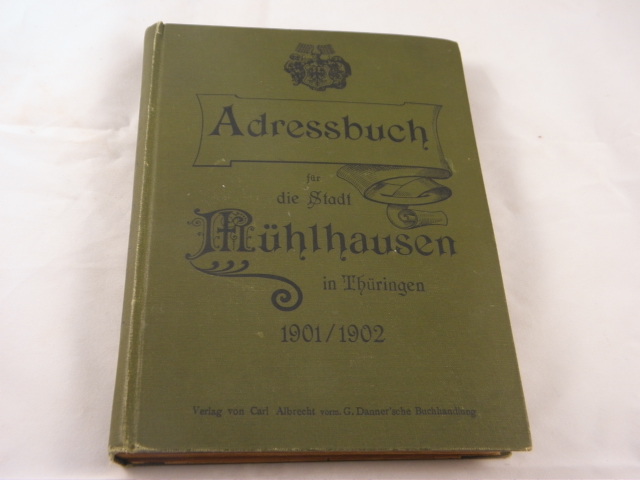 Adressbuch
für
die Stadt
Mühlhausen
in Thüringen
1901/1902
Verlag von Carl Albrecht vorm. G. Danner'sche Buchhandlung